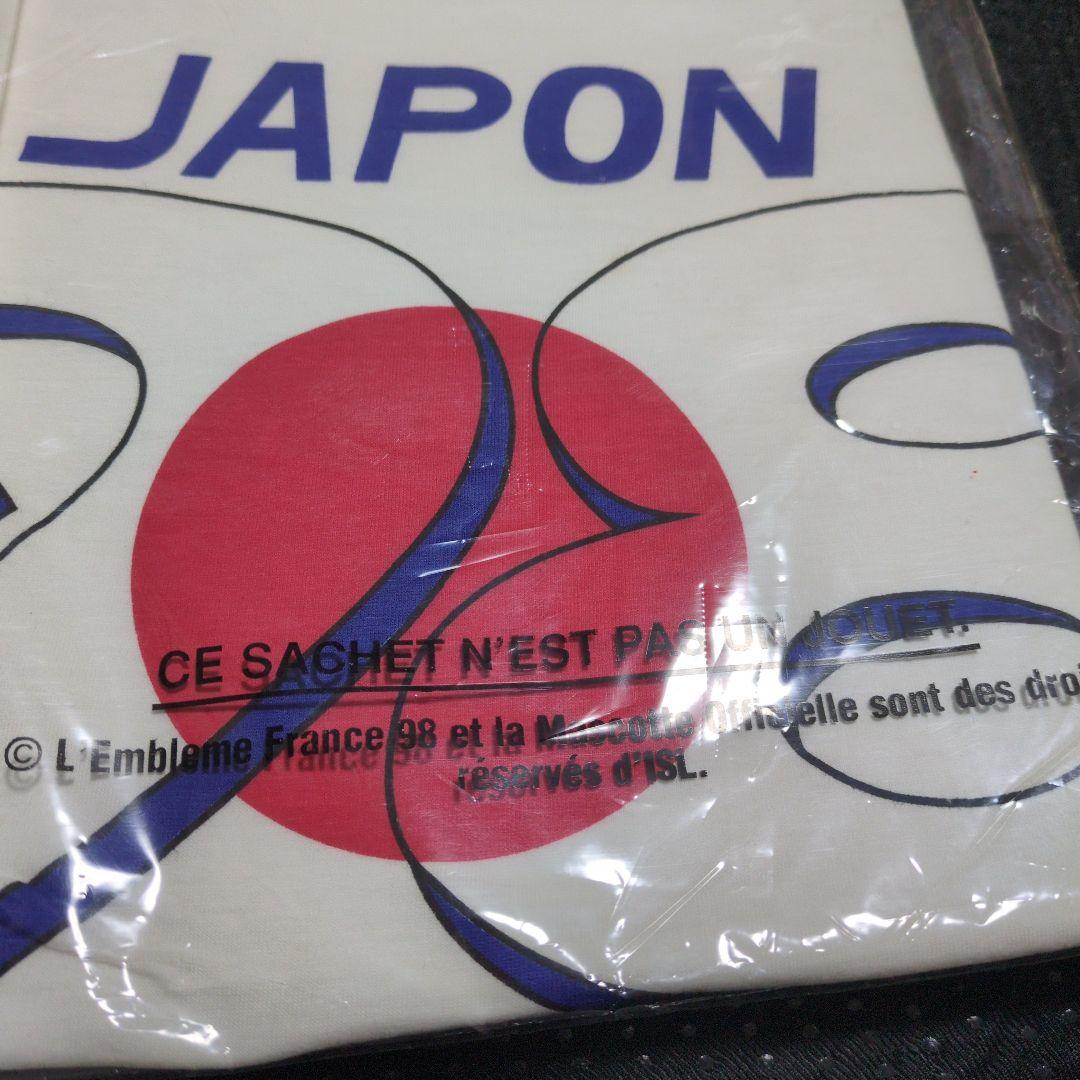 JAPON
98
CE SACHET N'EST PAS UN JOUET.
© L'Embleme France 98 et la Mascotte Officielle sont des droi
réservés d'ISL.